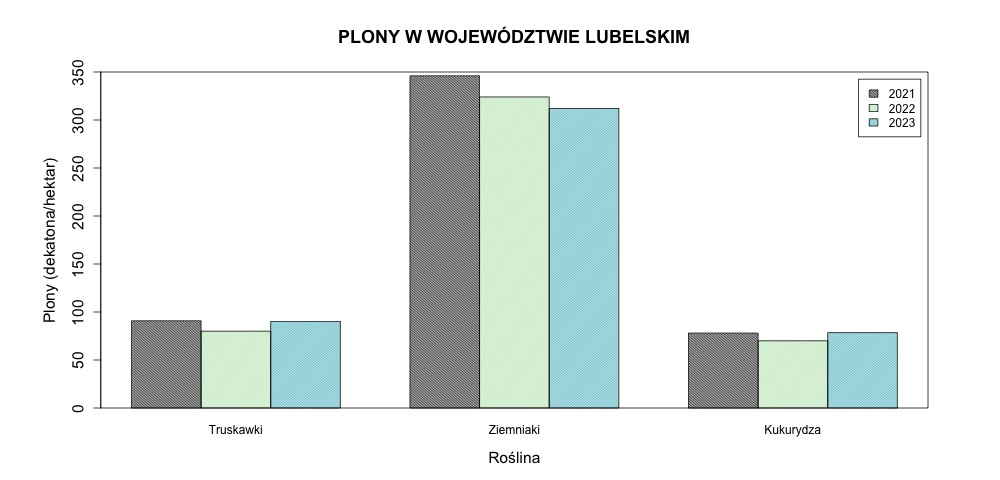 PLONY W WOJEWÓDZTWIE LUBELSKIM
Plony (dekatona/hektar)
350
300
250
200
150
100
50
0
2021
2022
2023
Truskawki
Ziemniaki
Kukurydza
Roślina